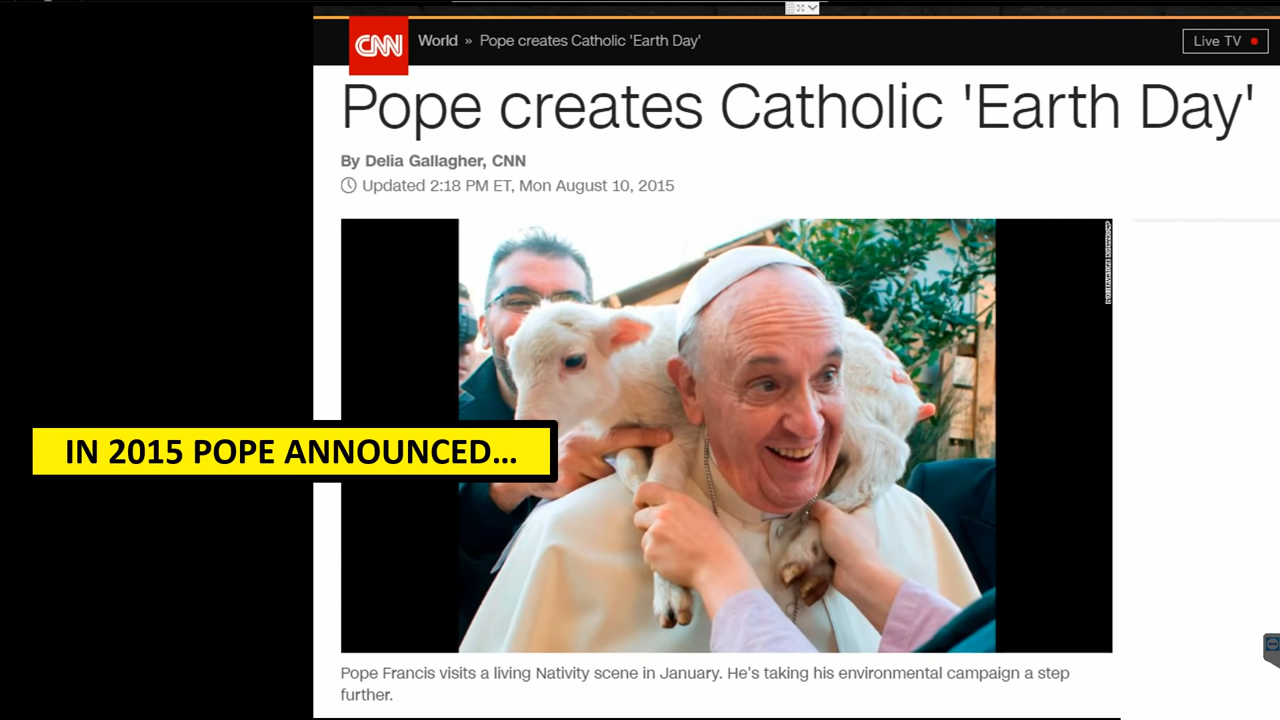 CNN World » Pope creates Catholic 'Earth Day'
Live TV
Pope creates Catholic 'Earth Day'
By Delia Gallagher, CNN
Updated 2:18 PM ET, Mon August 10, 2015
IN 2015 POPE ANNOUNCED...
Pope Francis visits a living Nativity scene in January. He's taking his environmental campaign a step
further.